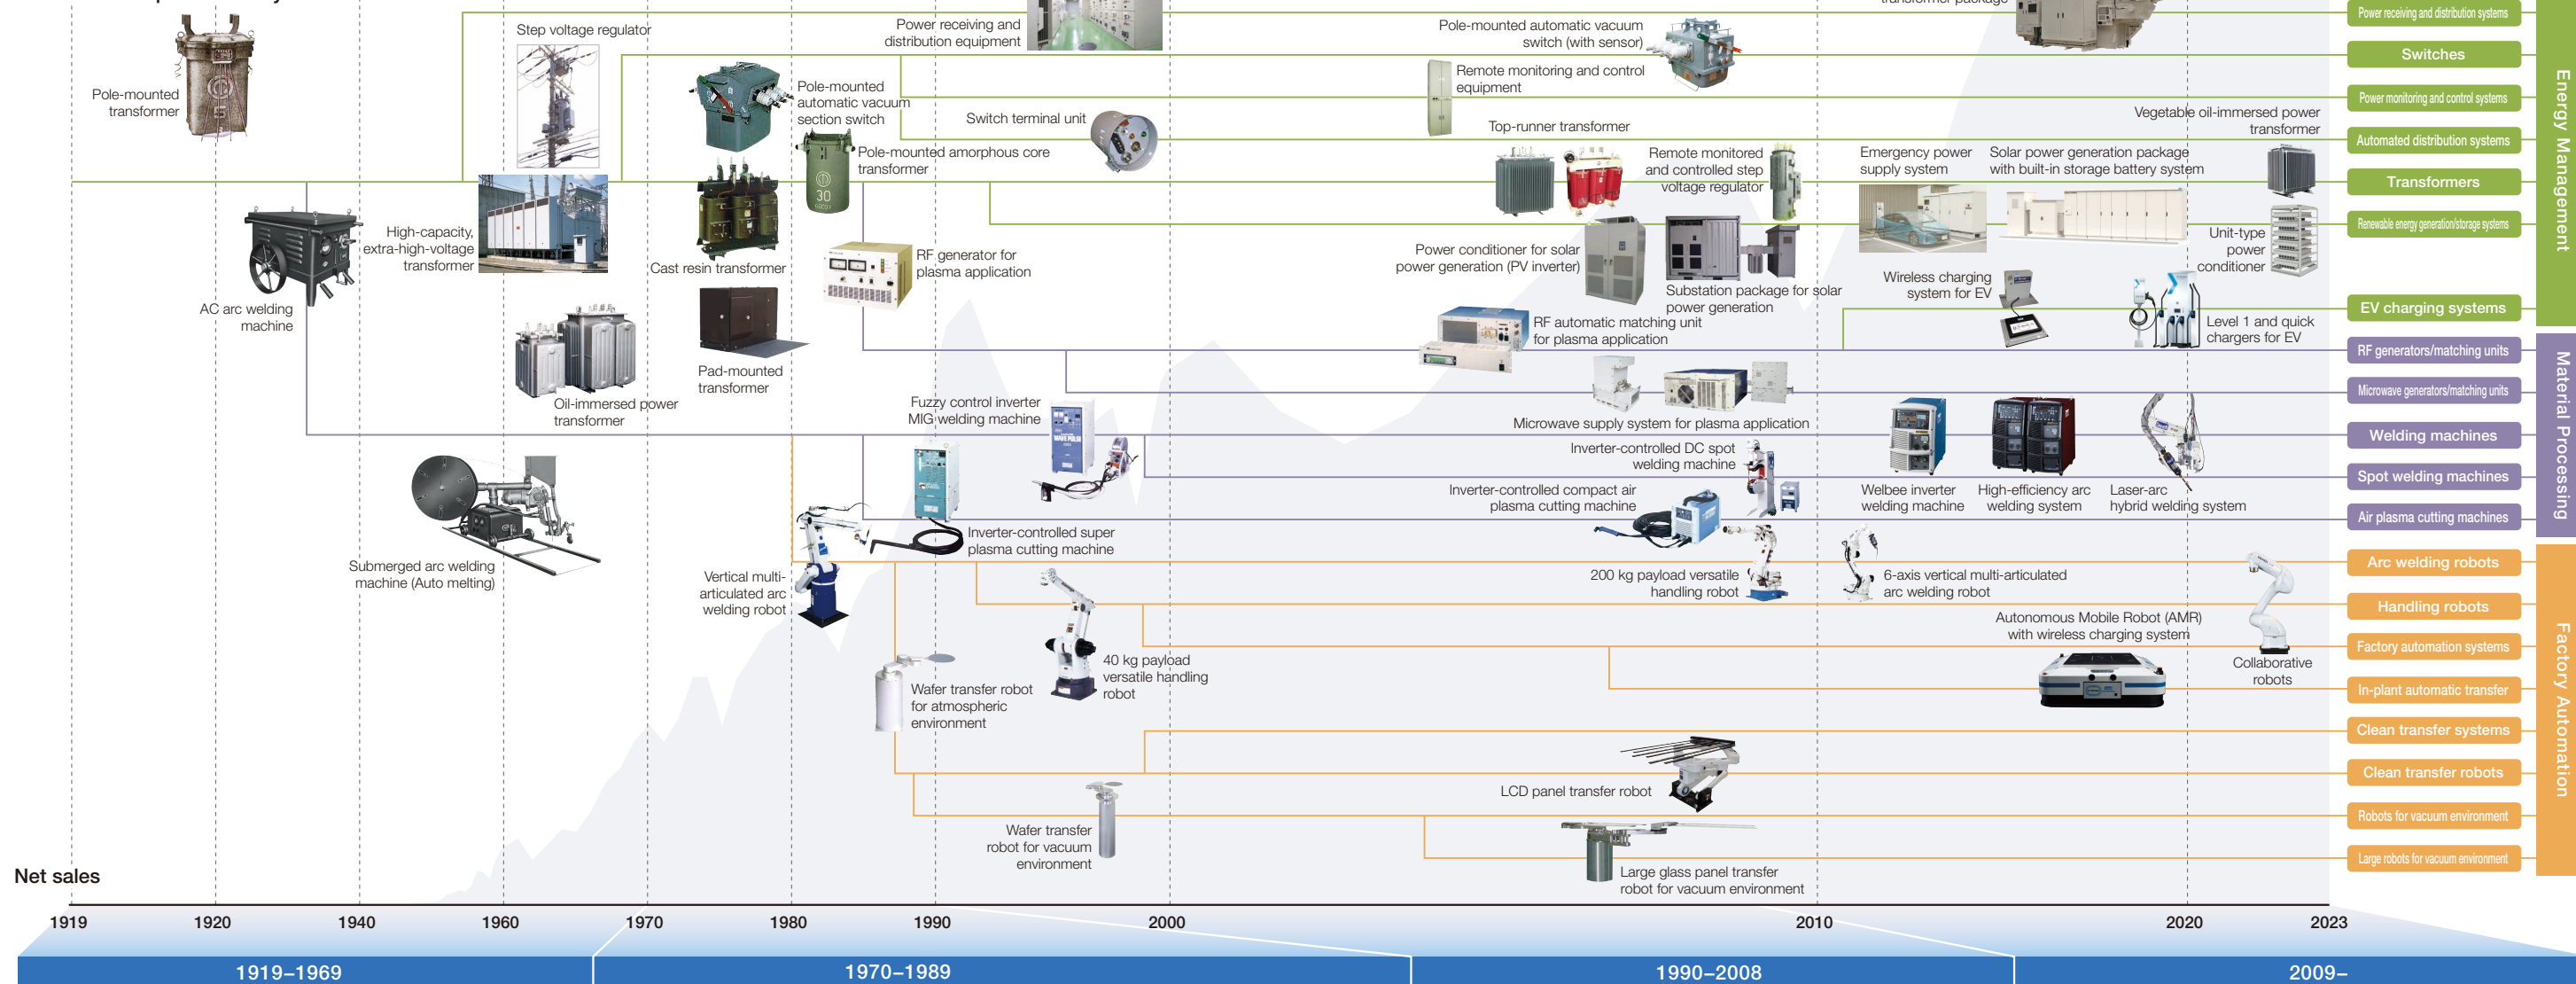 transformer package
Power receiving and distribution systems
Step voltage regulator
Power receiving and
distribution equipment
Pole-mounted automatic vacuum
switch (with sensor)
Switches
Pole-mounted
transformer
Pole-mounted
automatic vacuum
section switch
Remote monitoring and control
equipment
Power monitoring and control systems
Switch terminal unit
Top-runner transformer
Vegetable oil-immersed power
transformer
Automated distribution systems
Pole-mounted amorphous core
transformer
Remote monitored
and controlled step
voltage regulator
Emergency power
supply system
Solar power generation package
with built-in storage battery system
Transformers
Renewable energy generation/storage systems
High-capacity,
extra-high-voltage
transformer
Cast resin transformer
RF generator for
plasma application
Power conditioner for solar
power generation (PV inverter)
Substation package for solar
power generation
Wireless charging
system for EV
Unit-type
power
conditioner
Energy Management
AC arc welding
machine
RF automatic matching unit
for plasma application
Level 1 and quick
chargers for EV
EV charging systems
RF generators/matching units
Pad-mounted
transformer
Oil-immersed power
transformer
Fuzzy control inverter
MIG welding machine
Microwave supply system for plasma application
Microwave generators/matching units
Welding machines
Inverter-controlled DC spot
welding machine
Inverter-controlled compact air
plasma cutting machine
Welbee inverter
welding machine
High-efficiency arc
welding system
Laser-arc
hybrid welding system
Spot welding machines
Air plasma cutting machines
Material Processing
Submerged arc welding
machine (Auto melting)
Inverter-controlled super
plasma cutting machine
Vertical multi-
articulated arc
welding robot
200 kg payload versatile
handling robot
6-axis vertical multi-articulated
arc welding robot
Arc welding robots
Handling robots
Autonomous Mobile Robot (AMR)
with wireless charging system
Collaborative
robots
Factory automation systems
40 kg payload
versatile handling
robot
Wafer transfer robot
for atmospheric
environment
In-plant automatic transfer
Clean transfer systems
LCD panel transfer robot
Clean transfer robots
Wafer transfer
robot for vacuum
environment
Robots for vacuum environment
Large glass panel transfer
robot for vacuum environment
Large robots for vacuum environment
Factory Automation
Net sales
1919
1920
1940
1960
1970
1980
1990
2000
2010
2020
2023
1919–1969
1970–1989
1990–2008
2009–